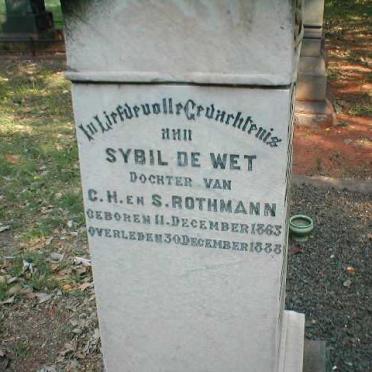 In Liefdevolle Gedachtenis
aan
SYBIL DE WET
DOCHTER VAN
C. H. EN S. ROTHMANN
GEBOREN 11. DECEMBER 1863
OVERLEDEN 30 DECEMBER 1888